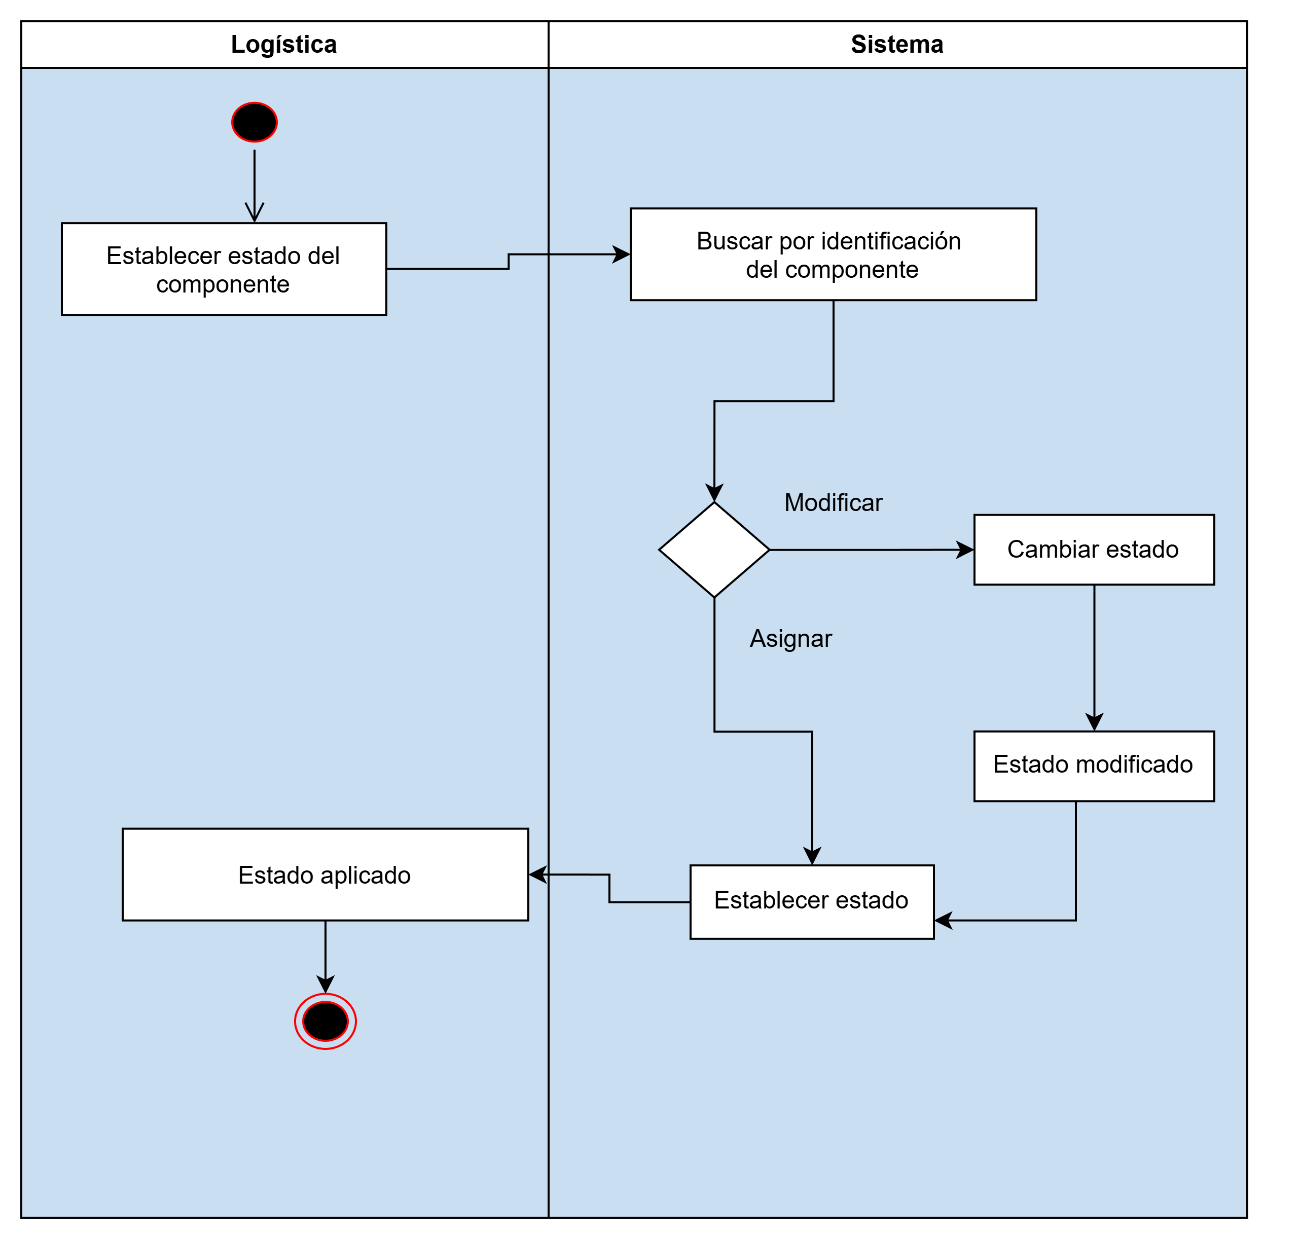 Logística
Sistema
Establecer estado del
componente
Buscar por identificación
del componente
Modificar
Cambiar estado
Asignar
Estado modificado
Estado aplicado
Establecer estado